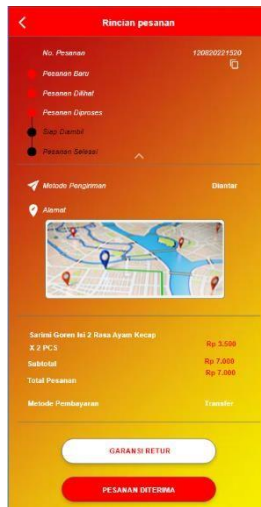 Rincian pesanan
No. Pesanan 120820221520
Pesanan Baru
Pesanan Dilihat
Pesanan Diproses
Siap Diambil
Pesanan Selesai
Metode Pengiriman Diantar
Alamat
Sarimi Goren Isi 2 Rasa Ayam Kecap
X 2 PCS Rp 3.500
Subtotal Rp 7.000
Total Pesanan Rp 7.000
Metode Pembayaran Transfer
GARANSI RETUR
PESANAN DITERIMA